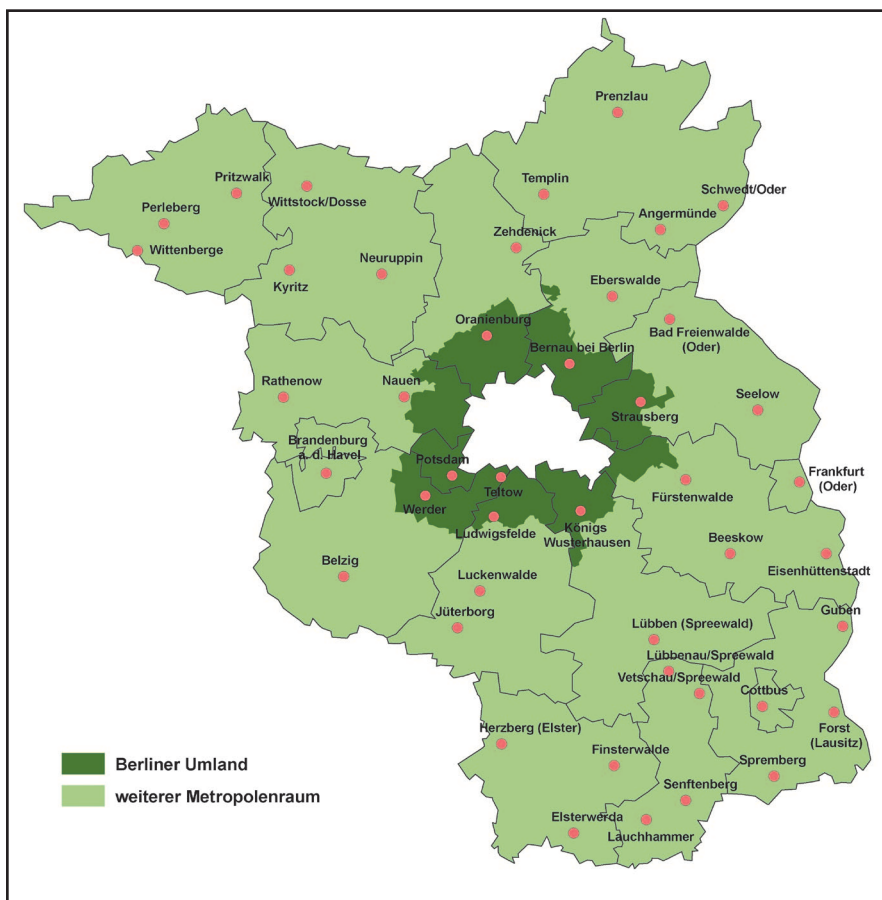 Prenzlau
Templin
Schwedt/Oder
Pritzwalk
Wittstock/Dosse
Perleberg
Angermünde
Zehdenick
Wittenberge
Neuruppin
Kyritz
Eberswalde
Oranienburg
Bad Freienwalde
(Oder)
Bernau bei Berlin
Rathenow
Nauen
Seelow
Strausberg
Brandenburg
a. d. Havel
Potsdam
Teltow
Fürstenwalde
Frankfurt
(Oder)
Werder
Ludwigsfelde
Königs
Wusterhausen
Beeskow
Eisenhüttenstadt
Belzig
Luckenwalde
Jüterborg
Guben
Lübben (Spreewald)
Lübbenau/Spreewald
Vetschau/Spreewald
Cottbus
Forst
(Lausitz)
Herzberg (Elster)
Finsterwalde
Spremberg
Senftenberg
Elsterwerda
Lauchhammer
Berliner Umland
weiterer Metropolenraum